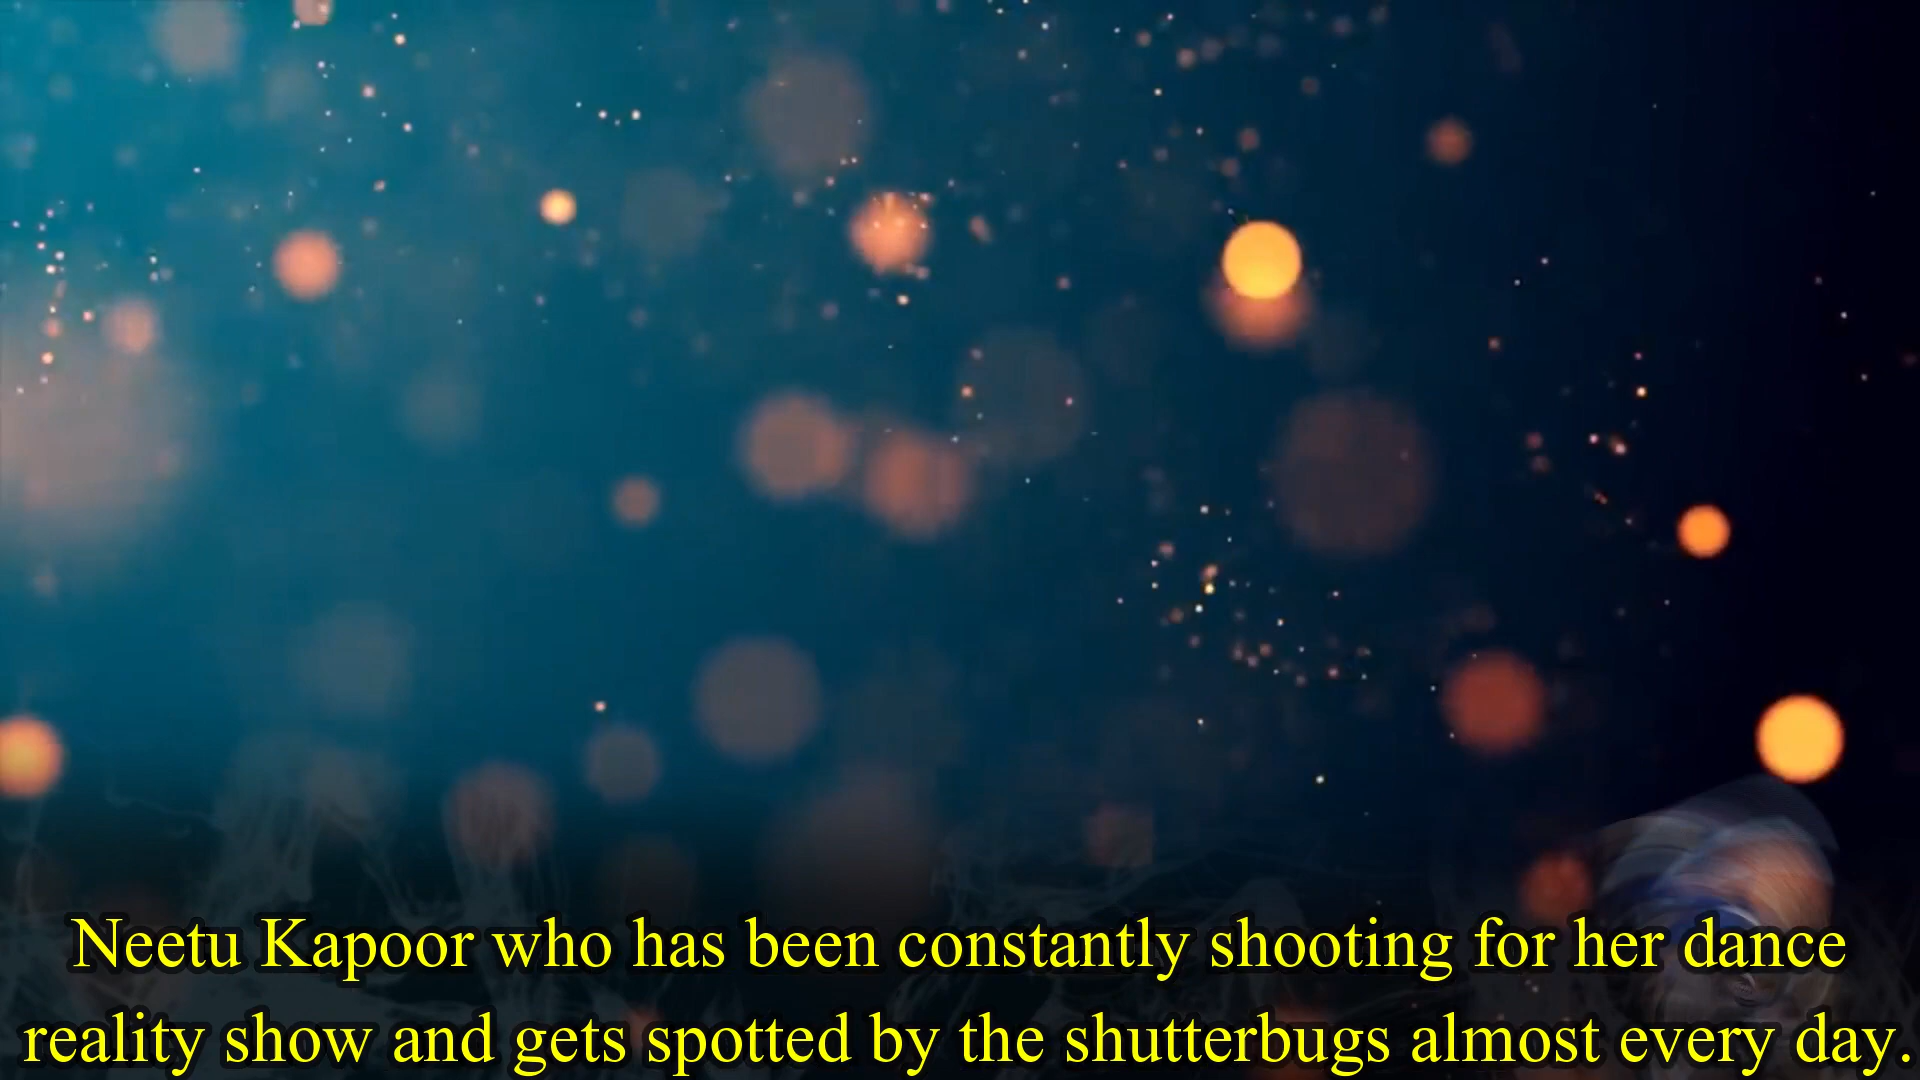 Neetu Kapoor who has been constantly shooting for her dance
reality show and gets spotted by the shutterbugs almost every day.